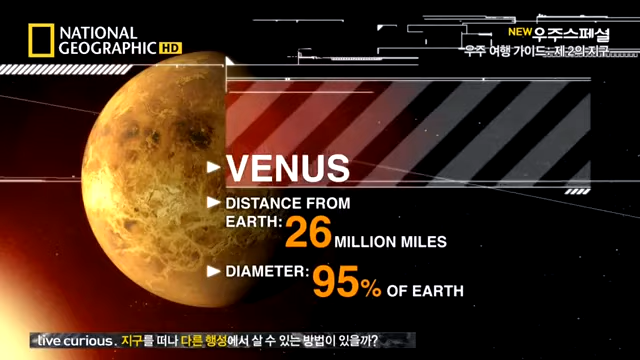 NATIONAL
GEOGRAPHIC HD
NEW 우주스페셜
우주 여행 가이드: 제 2의 지구
VENUS
DISTANCE FROM
EARTH: 26 MILLION MILES
DIAMETER: 95% OF EARTH
live curious. 지구를 떠나 다른 행성에서 살 수 있는 방법이 있을까?